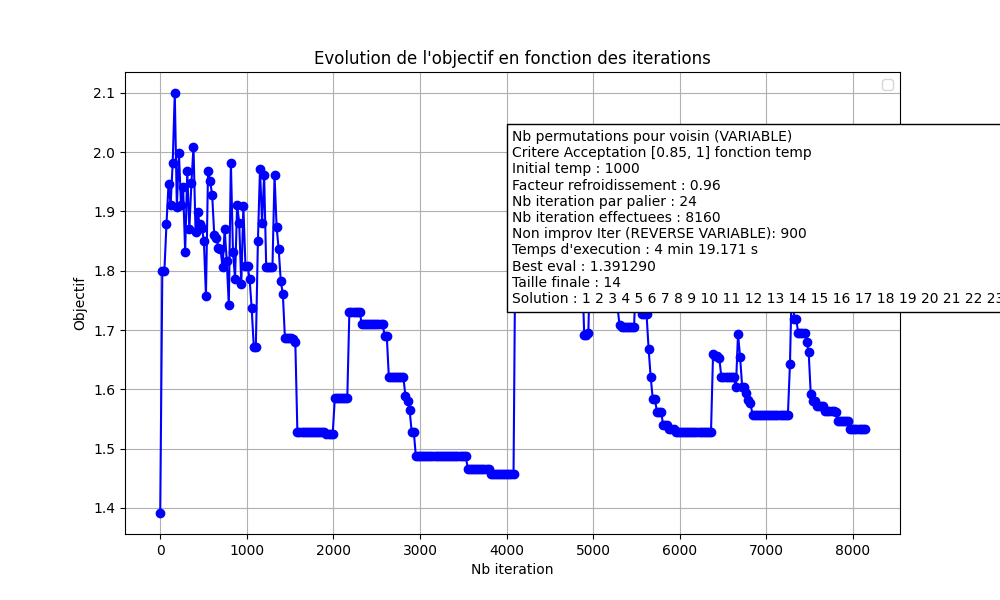 Evolution de l'objectif en fonction des iterations
Objectif
2.1
2.0
1.9
1.8
1.7
1.6
1.5
1.4
Nb permutations pour voisin (VARIABLE)
Critere Acceptation [0.85, 1] fonction temp
Initial temp : 1000
Facteur refroidissement : 0.96
Nb iteration par palier : 24
Nb iteration effectuees : 8160
Non improv Iter (REVERSE VARIABLE): 900
Temps d'execution : 4 min 19.171 s
Best eval : 1.391290
Taille finale : 14
Solution : 1 2 3 4 5 6 7 8 9 10 11 12 13 14 15 16 17 18 19 20 21 22 23
0 1000 2000 3000 4000 5000 6000 7000 8000
Nb iteration